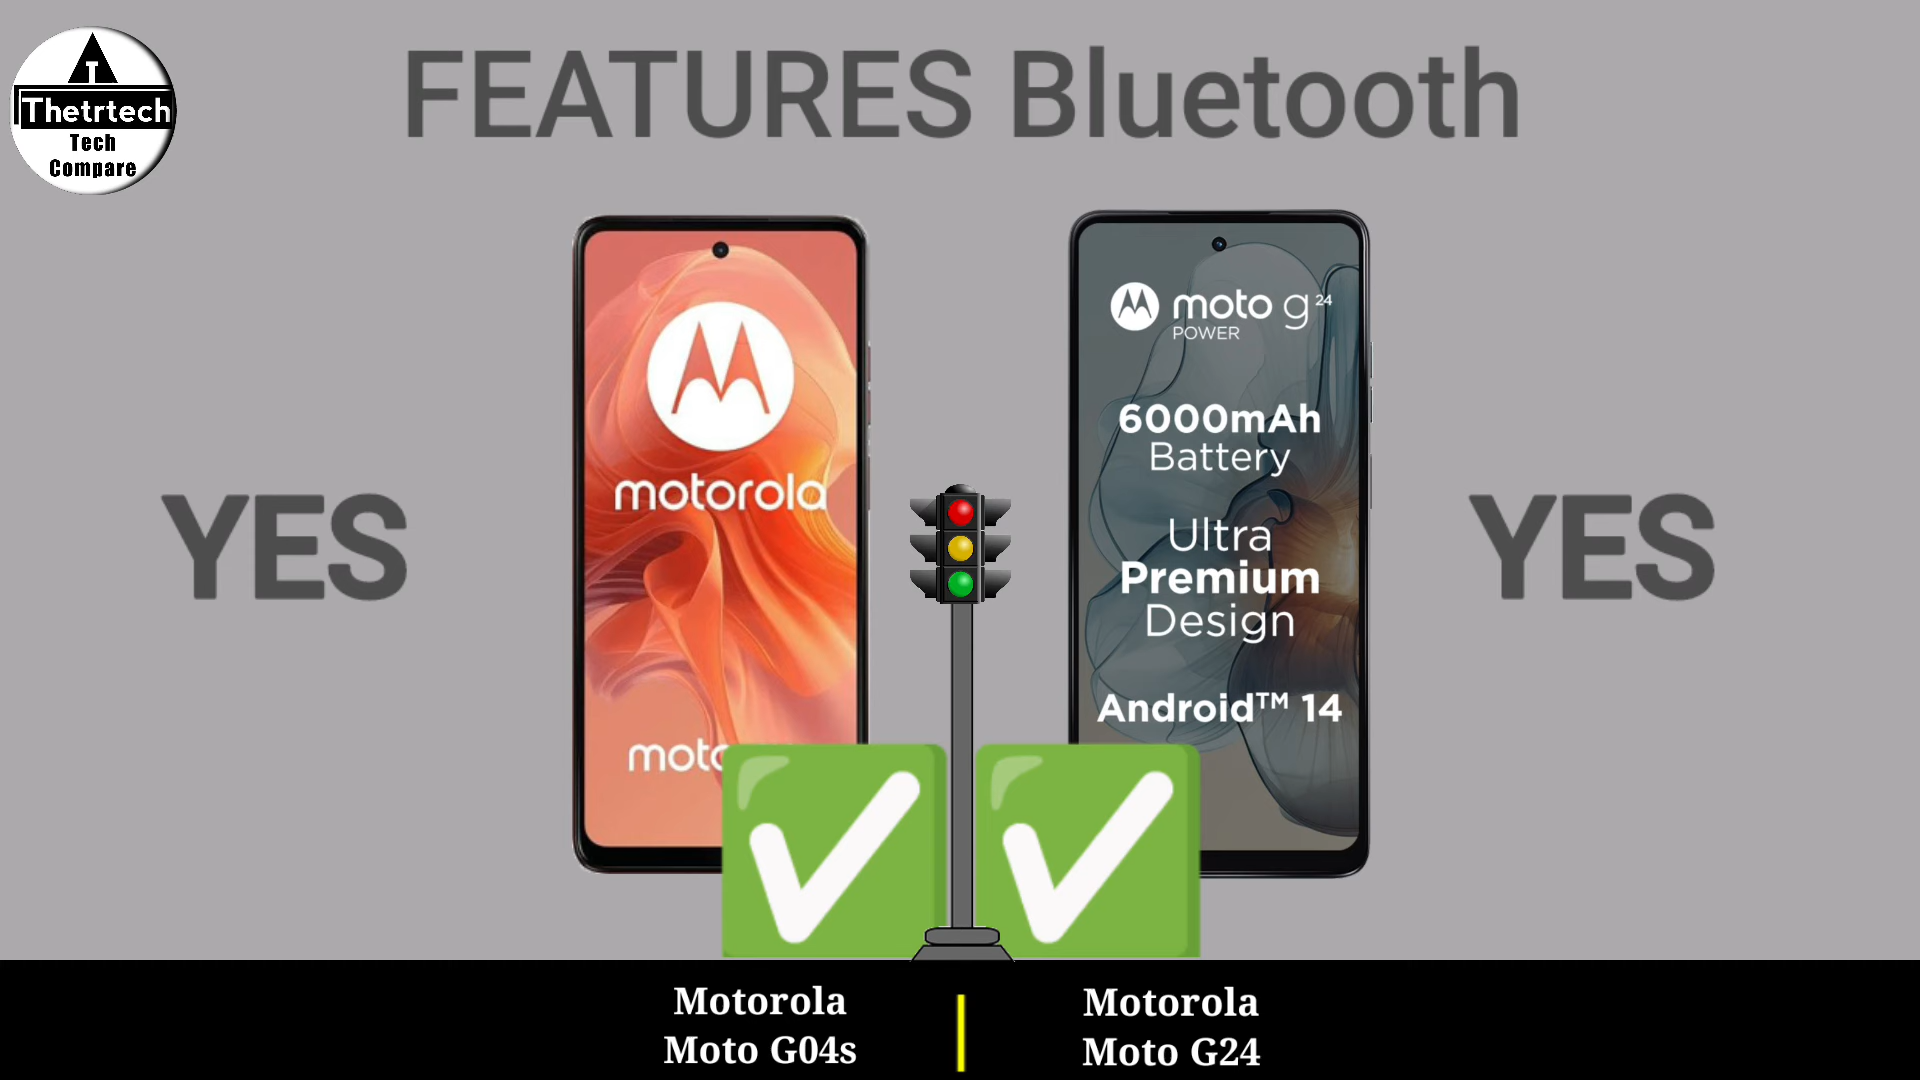 T
Thetrtech
Tech
Compare
FEATURES Bluetooth
YES
motorola
moto g 24
POWER
6000mAh
Battery
Ultra
Premium
Design
Android™ 14
YES
Motorola
Moto G04s
Motorola
Moto G24